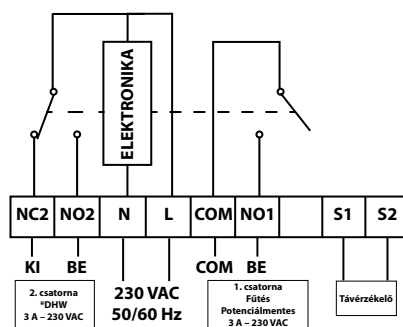 ELEKTRONIKA
NC2 NO2 N L COM NO1 S1 S2
KI BE COM BE
230 VAC
50/60 Hz
2. csatorna
*DHW
3 A – 230 VAC
1. csatorna
Fűtés
Potenciálmentes
3 A – 230 VAC
Távérzékelő